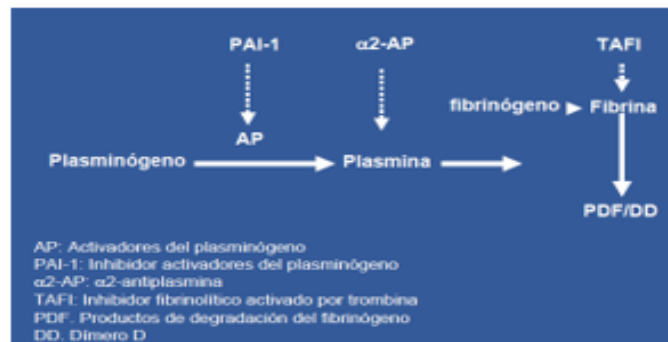 PAI-1 α2-AP TAFI
fibrinógeno Fibrina
AP
Plasminógeno Plasmina
PDF/DD
AP: Activadores del plasminógeno
PAI-1: Inhibidor activadores del plasminógeno
α2-AP: α2-antiplasmina
TAFI: Inhibidor fibrinolítico activado por trombina
PDF. Productos de degradación del fibrinógeno
DD. Dímero D